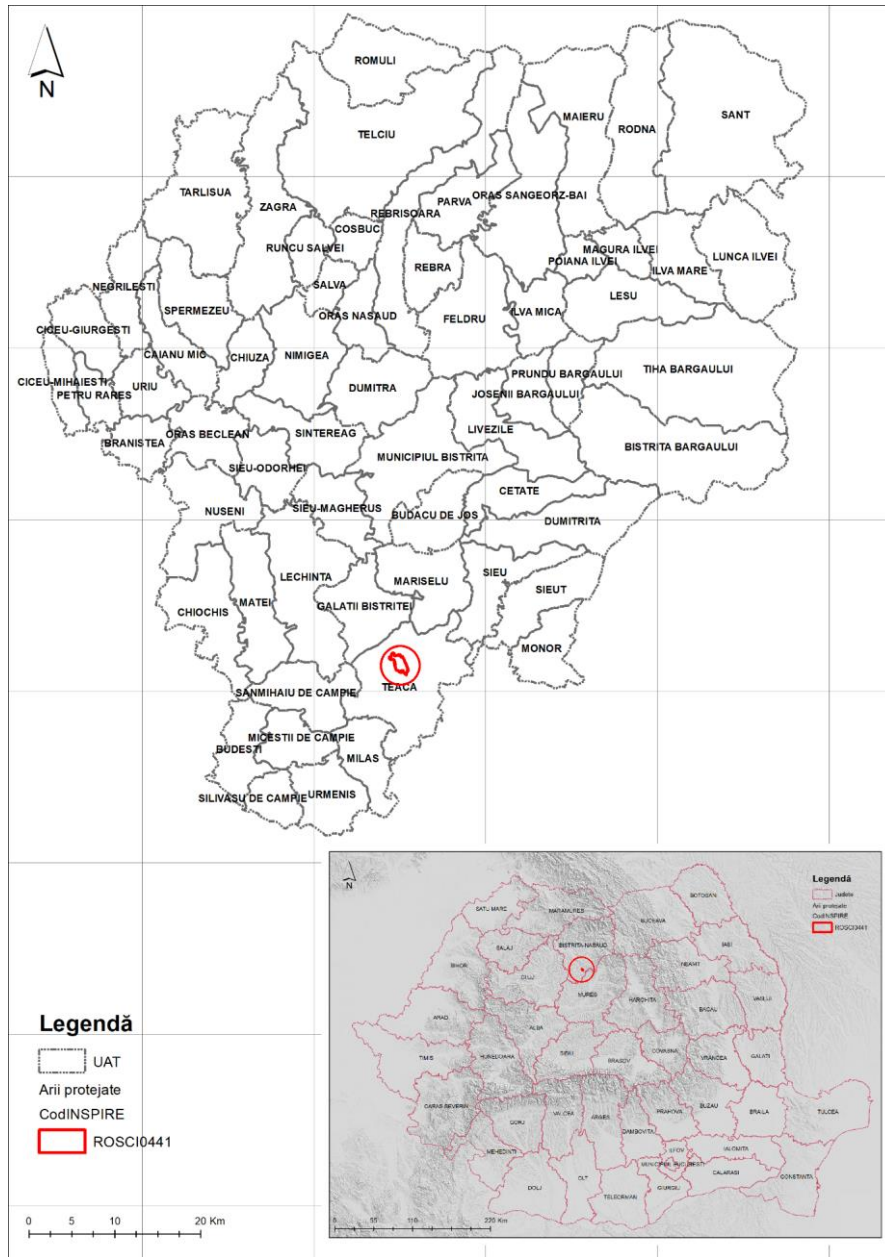 N
ROMULI
MAIERU
RODNA
SANT
TELCIU
TARLISUA
ZAGRA
REBRISOARA
PARVA
ORAS SANGEORZ-BAI
COSBUC
RUNCU SALVEI
MAGURA ILVEI
POIANA ILVEI
LUNCA ILVEI
REBRA
ILVA MARE
NEGRILESTI
SALVA
LESU
SPERMEZEU
ORAS NASAUD
FELDRU
ILVA MICA
CICEU-GIURGESTI
CAIANU MIC
CHIUZA
NIMIGEA
TIHA BARGAULUI
PRUNDU BARGAULUI
CICEU-MIHAIESTI
URIU
DUMITRA
PETRU RARES
JOSENII BARGAULUI
ORAS BECLEAN
SINTEREAG
LIVEZILE
BRANISTEA
BISTRITA BARGAULUI
MUNICIPIUL BISTRITA
SIEU-ODORHEI
CETATE
NUSENI
SIEU-MAGHERUS
BUDACU DE JOS
DUMITRITA
LECHINTA
MARISELU
SIEU
SIEUT
CHIOCHIS
MATEI
GALATII BISTRITEI
MONOR
TEACA
SANMIHAIU DE CAMPIE
MICESTII DE CAMPIE
BUDESTI
MILAS
SILIVASU DE CAMPIE
URMENIS
Legendă
UAT
Arii protejate
CodINSPIRE
ROSCI0441
0 5 10 20 Km
N
Legendă
Judete
Arii protejate
CodINSPIRE
ROSCI0441
BOTOSANI
SATU MARE
MARAMURES
SUCEAVA
SALAJ
BISTRITA-NASAUD
IASI
BIHOR
CLUJ
NEAMT
MURES
HARGHITA
BACAU
VASLUI
ARAD
ALBA
TIMIS
HUNEDOARA
SIBIU
BRASOV
COVASNA
VRANCEA
GALATI
CARAS-SEVERIN
GORJ
VALCEA
ARGES
PRAHOVA
BUZAU
BRAILA
TULCEA
DAMBOVITA
MEHEDINTI
ILFOV
IALOMITA
MUNICIPIUL BUCURESTI
CALARASI
DOLJ
OLT
TELEORMAN
GIURGIU
CONSTANTA
0 55 110 220 Km